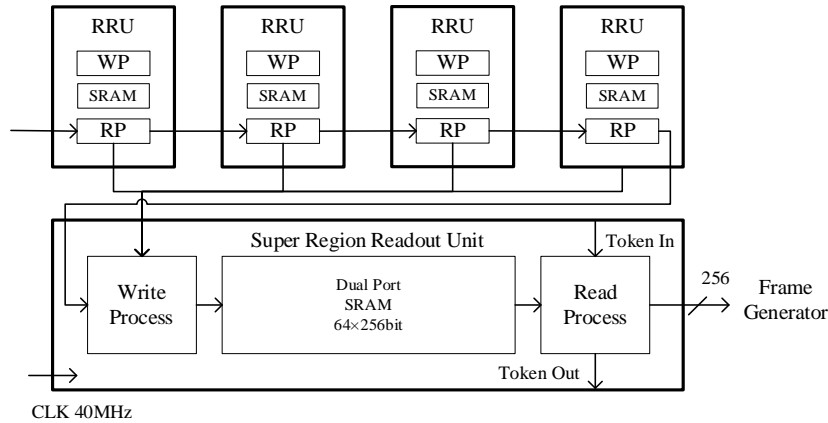 RRU
WP
SRAM
RP
RRU
WP
SRAM
RP
RRU
WP
SRAM
RP
RRU
WP
SRAM
RP
Super Region Readout Unit
Token In
Write
Process
Dual Port
SRAM
64×256bit
Read
Process
256
Frame
Generator
Token Out
CLK 40MHz